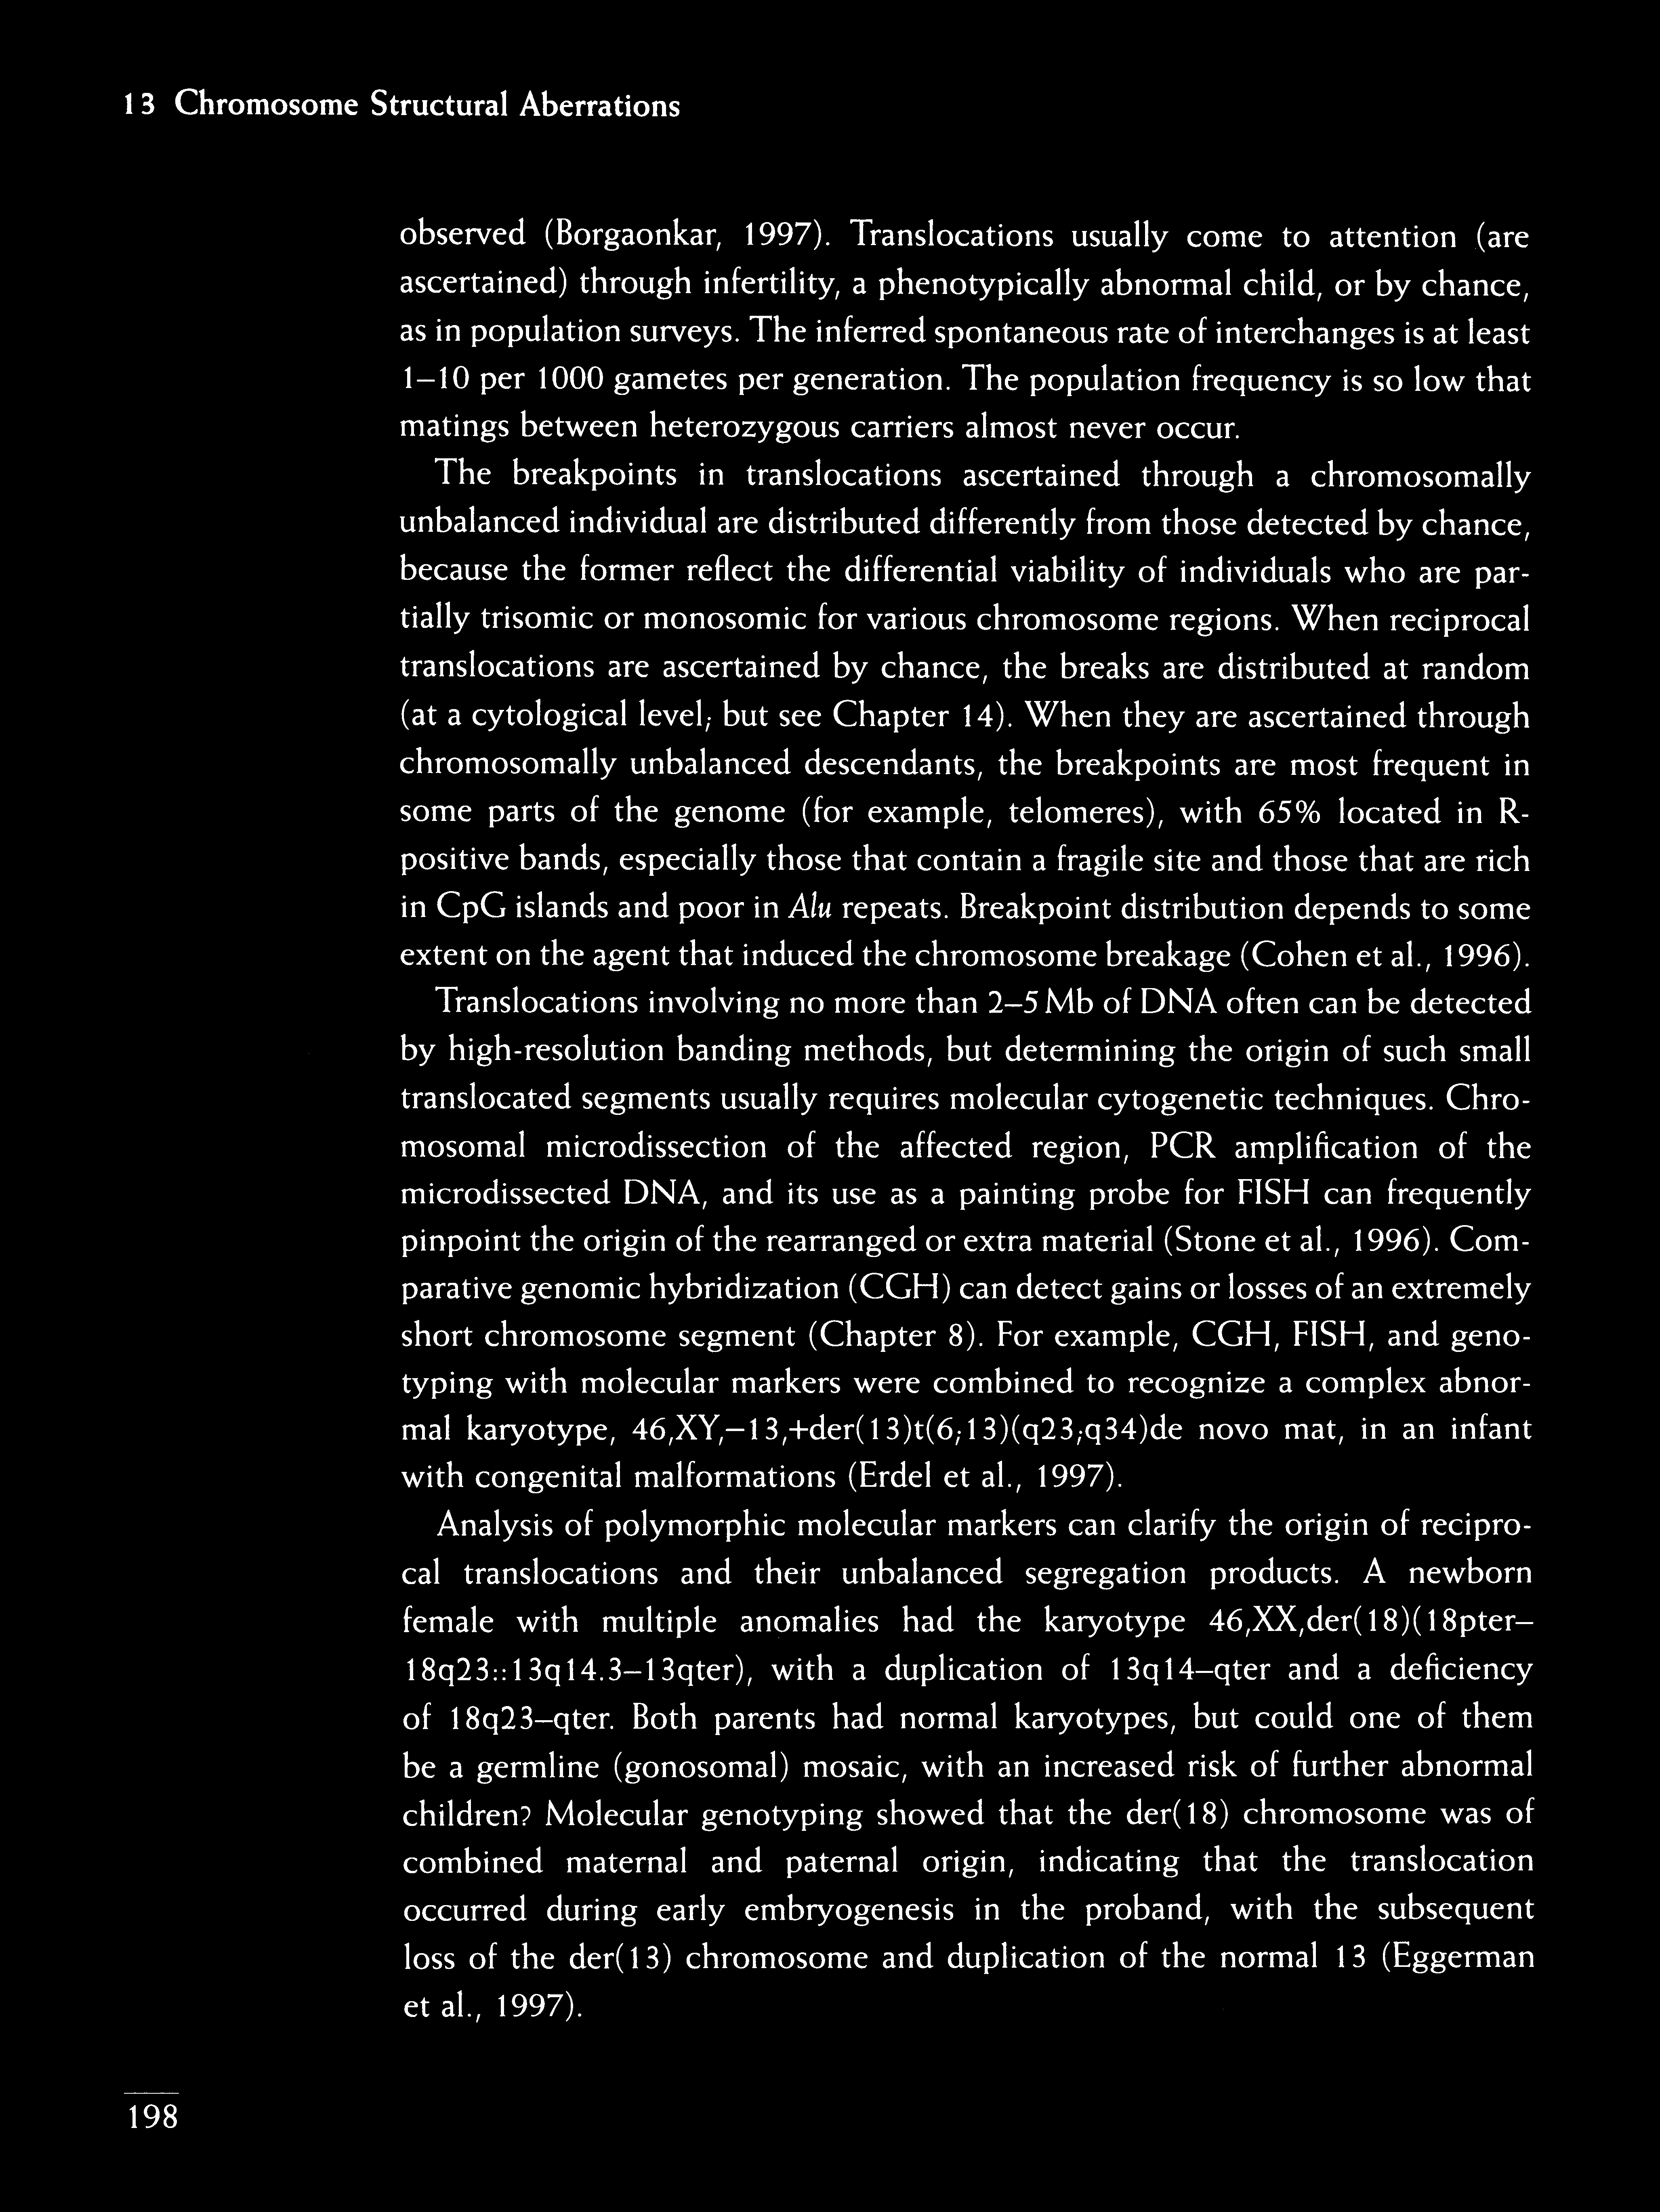 13 Chromosome Structural Aberrations
observed (Borgaonkar, 1997). Translocations usually come to attention (are
ascertained) through infertility, a phenotypically abnormal child, or by chance,
as in population surveys. The inferred spontaneous rate of interchanges is at least
1–10 per 1000 gametes per generation. The population frequency is so low that
matings between heterozygous carriers almost never occur.
The breakpoints in translocations ascertained through a chromosomally
unbalanced individual are distributed differently from those detected by chance,
because the former reflect the differential viability of individuals who are par-
tially trisomic or monosomic for various chromosome regions. When reciprocal
translocations are ascertained by chance, the breaks are distributed at random
(at a cytological level; but see Chapter 14). When they are ascertained through
chromosomally unbalanced descendants, the breakpoints are most frequent in
some parts of the genome (for example, telomeres), with 65% located in R-
positive bands, especially those that contain a fragile site and those that are rich
in CpG islands and poor in Alu repeats. Breakpoint distribution depends to some
extent on the agent that induced the chromosome breakage (Cohen et al., 1996).
Translocations involving no more than 2–5 Mb of DNA often can be detected
by high-resolution banding methods, but determining the origin of such small
translocated segments usually requires molecular cytogenetic techniques. Chro-
mosomal microdissection of the affected region, PCR amplification of the
microdissected DNA, and its use as a painting probe for FISH can frequently
pinpoint the origin of the rearranged or extra material (Stone et al., 1996). Com-
parative genomic hybridization (CGH) can detect gains or losses of an extremely
short chromosome segment (Chapter 8). For example, CGH, FISH, and geno-
typing with molecular markers were combined to recognize a complex abnor-
mal karyotype, 46,XY,–13,+der(13)t(6;13)(q23;q34)de novo mat, in an infant
with congenital malformations (Erdel et al., 1997).
Analysis of polymorphic molecular markers can clarify the origin of recipro-
cal translocations and their unbalanced segregation products. A newborn
female with multiple anomalies had the karyotype 46,XX,der(18)(18pter–
18q23::13q14.3–13qter), with a duplication of 13q14–qter and a deficiency
of 18q23–qter. Both parents had normal karyotypes, but could one of them
be a germline (gonosomal) mosaic, with an increased risk of further abnormal
children? Molecular genotyping showed that the der(18) chromosome was of
combined maternal and paternal origin, indicating that the translocation
occurred during early embryogenesis in the proband, with the subsequent
loss of the der(13) chromosome and duplication of the normal 13 (Eggerman
et al., 1997).
198